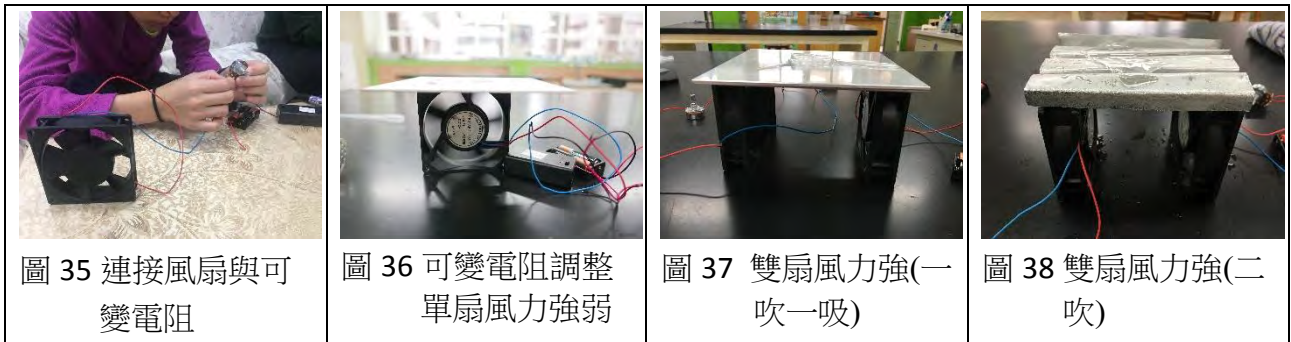 圖 35 連接風扇與可
變電阻
圖 36 可變電阻調整
單扇風力強弱
圖 37 雙扇風力強(一
吹一吸)
圖 38 雙扇風力強(二
吹)